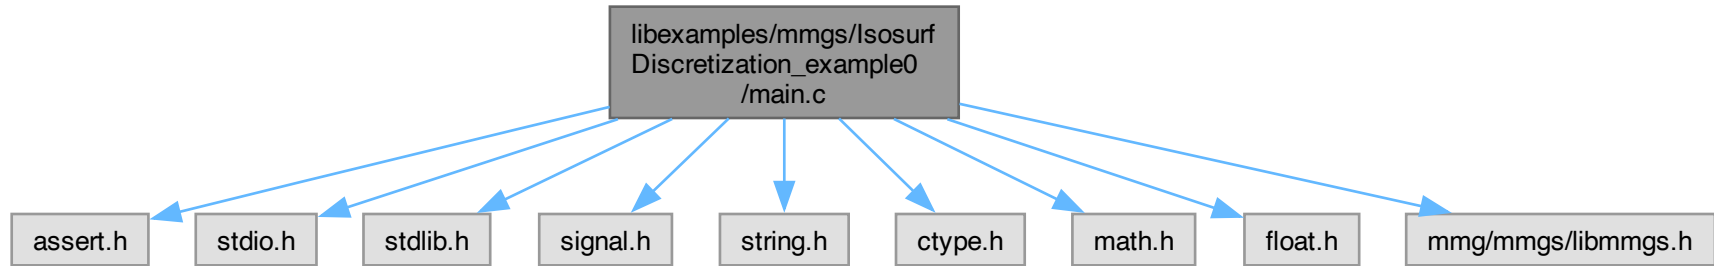 libexamples/mmgs/Isosurf
Discretization_example0
/main.c
assert.h
stdio.h
stdlib.h
signal.h
string.h
ctype.h
math.h
float.h
mmg/mmgs/libmmgs.h